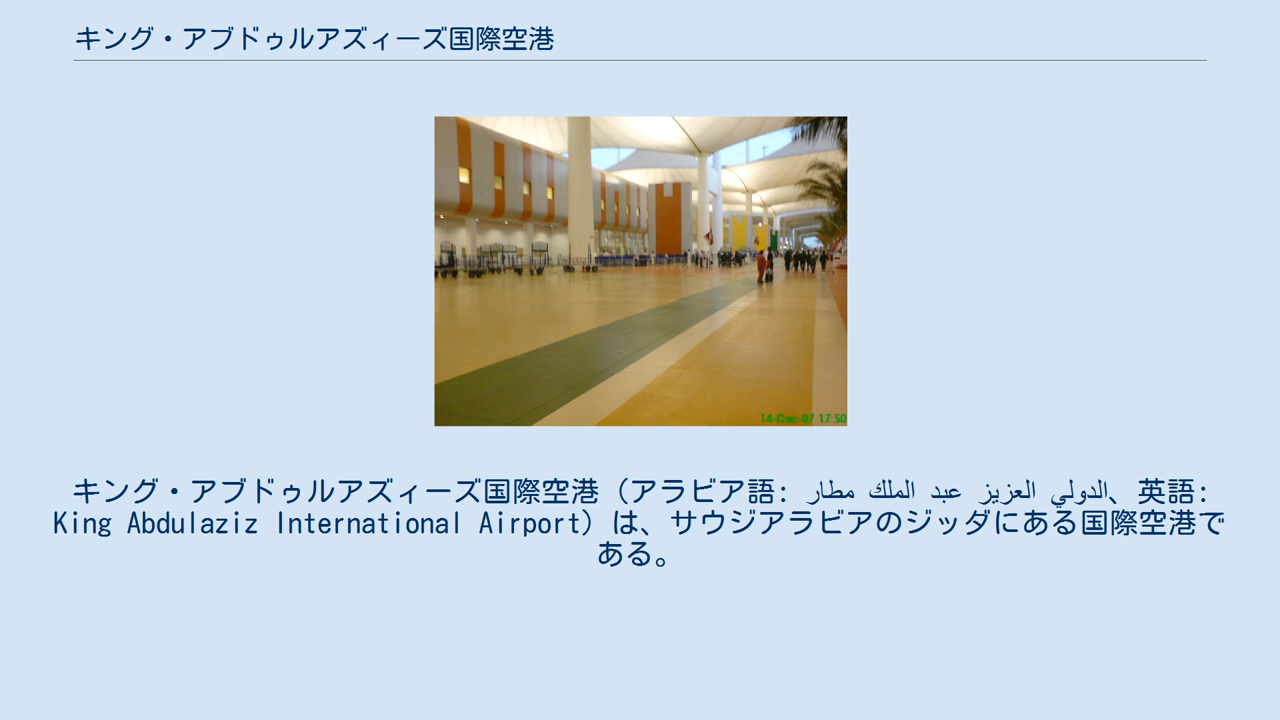 キング・アブドゥルアズィーズ国際空港
14-Dec-07 17:50
キング・アブドゥルアズィーズ国際空港（アラビア語: مطار الملك عبد العزيز الدولي、英語:
King Abdulaziz International Airport）は、サウジアラビアのジッダにある国際空港で
ある。